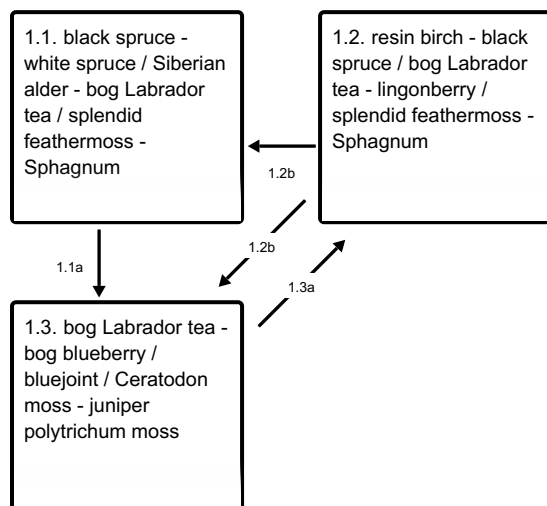 1.1. black spruce -
white spruce / Siberian
alder - bog Labrador
tea / splendid
feathermoss -
Sphagnum
1.2. resin birch - black
spruce / bog Labrador
tea - lingonberry /
splendid feathermoss -
Sphagnum
1.2b
1.2b
1.1a
1.3a
1.3. bog Labrador tea -
bog blueberry /
bluejoint / Ceratodon
moss - juniper
polytrichum moss